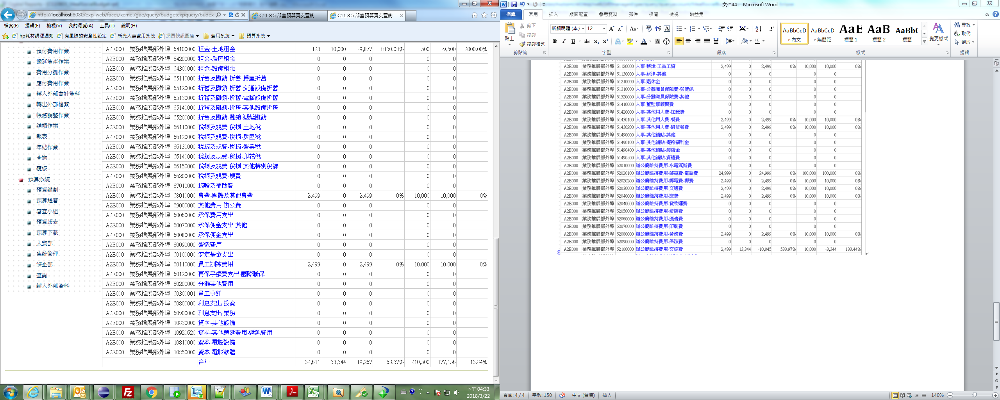 http://localhost:8080/exp_web/faces/kernel/gae/query/budgetexpquery/budex
C11.8.5 部室預算實支查詢
C11.8.5 部室預算實支查詢
檔案(F) 編輯(E) 檢視(V) 我的最愛(A) 工具(T) 說明(H)
hp耗材調漲通知 有風險的安全性設定 新光人壽費用系統 網頁快訊圖庫 費用系統 預算系統
預付費用作業
遞延資產作業
費用分攤作業
應付費用作業
轉入外部會計資料
轉出外部檔案
帳務調整作業
結帳作業
報表
年結作業
查詢
覆核
預算系統
預算編制
預算送審
審查小組
預算報表
預算下載
人資部
系統管理
綜企部
查詢
轉入外部資料
A2E000 業務推展部外埠 64100000 租金-土地租金 123 10,000 -9,877 8130.08% 500 -9,500 2000.00%
A2E000 業務推展部外埠 64200000 租金-房屋租金 0 0 0 0 0
A2E000 業務推展部外埠 64300000 租金-設備租金 0 0 0 0 0
A2E000 業務推展部外埠 65110000 折舊及攤銷-折舊-房屋折舊 0 0 0 0 0
A2E000 業務推展部外埠 65120000 折舊及攤銷-折舊-交通設備折舊 0 0 0 0 0
A2E000 業務推展部外埠 65130000 折舊及攤銷-折舊-電腦設備折舊 0 0 0 0 0
A2E000 業務推展部外埠 65140000 折舊及攤銷-折舊-其他設備折舊 0 0 0 0 0
A2E000 業務推展部外埠 65200000 折舊及攤銷-攤銷-遞延攤銷 0 0 0 0 0
A2E000 業務推展部外埠 66110000 稅捐及規費-稅捐-土地稅 0 0 0 0 0
A2E000 業務推展部外埠 66120000 稅捐及規費-稅捐-房屋稅 0 0 0 0 0
A2E000 業務推展部外埠 66130000 稅捐及規費-稅捐-營業稅 0 0 0 0 0
A2E000 業務推展部外埠 66140000 稅捐及規費-稅捐-印花稅 0 0 0 0 0
A2E000 業務推展部外埠 66150000 稅捐及規費-稅捐-其他特別稅課 0 0 0 0 0
A2E000 業務推展部外埠 66200000 稅捐及規費-規費 0 0 0 0 0
A2E000 業務推展部外埠 67010000 捐贈及補助費 0 0 0 0 0
A2E000 業務推展部外埠 68010000 會費-團體及其他會費 2,499 0 2,499 0% 10,000 10,000 0%
A2E000 業務推展部外埠 69000000 其他費用-辦公費 0 0 0 0 0
A2E000 業務推展部外埠 60060000 承保費用支出 0 0 0 0 0
A2E000 業務推展部外埠 60070000 承保佣金支出-其他 0 0 0 0 0
A2E000 業務推展部外埠 60080000 承保佣金支出 0 0 0 0 0
A2E000 業務推展部外埠 60090000 營造費用 0 0 0 0 0
A2E000 業務推展部外埠 60100000 安定基金支出 0 0 0 0 0
A2E000 業務推展部外埠 60110000 員工訓練費用 2,499 0 2,499 0% 10,000 10,000 0%
A2E000 業務推展部外埠 60120000 再保手續費支出-國際聯保 0 0 0 0 0
A2E000 業務推展部外埠 60200000 分攤其他費用 0 0 0 0 0
A2E000 業務推展部外埠 60300001 員工分紅 0 0 0 0 0
A2E000 業務推展部外埠 60800000 利息支出-投資 0 0 0 0 0
A2E000 業務推展部外埠 60900000 利息支出-業務 0 0 0 0 0
A2E000 業務推展部外埠 10830000 資本-其他設備 0 0 0 0 0
A2E000 業務推展部外埠 10920620 資本-其他遞延費用-遞延費用 0 0 0 0 0
A2E000 業務推展部外埠 10810000 資本-電腦設備 0 0 0 0 0
A2E000 業務推展部外埠 10850000 資本-電腦軟體 0 0 0 0 0
合計 52,611 33,344 19,267 63.37% 210,500 177,156 15.84%
下午 04:33
2018/3/22
文件44 - Microsoft Word
檔案 常用 插入 版面配置 參考資料 郵件 校閱 檢視 增益集
貼上 剪下 複製 複製格式 剪貼簿
新細明體 (本文 12 字型
段落
AaBbCcD AaBbCcD AaB AaB AaBbC
內文 無間距 標題 1 標題 2 標題 變更樣式
樣式
尋找 取代 選取 編輯
A2E000 業務推展部外埠 61120000 人事-薪津-工員工資 2,499 0 2,499 0% 10,000 10,000 0%
A2E000 業務推展部外埠 61130000 人事-薪津-其他 0 0 0 0 0
A2E000 業務推展部外埠 61210000 人事-退休金 0 0 0 0 0
A2E000 業務推展部外埠 61310000 人事-分攤職員保險費-勞健保 0 0 0 0 0
A2E000 業務推展部外埠 61320000 人事-分攤職員保險費-其他 0 0 0 0 0
A2E000 業務推展部外埠 61410000 人事-董監事顧問費 0 0 0 0 0
A2E000 業務推展部外埠 61420000 人事-其他用人費-加班費 0 0 0 0 0
A2E000 業務推展部外埠 61430100 人事-其他用人費-餐費 2,499 0 2,499 0% 10,000 10,000 0%
A2E000 業務推展部外埠 61430200 人事-其他用人費-研修餐費 2,499 0 2,499 0% 10,000 10,000 0%
A2E000 業務推展部外埠 61490000 人事-其他補貼-其他 0 0 0 0 0
A2E000 業務推展部外埠 61490100 人事-其他補貼-提撥福利金 0 0 0 0 0
A2E000 業務推展部外埠 61490400 人事-其他補貼-卹償金 0 0 0 0 0
A2E000 業務推展部外埠 61490500 人事-其他補貼-資遣費 0 0 0 0 0
A2E000 業務推展部外埠 62010000 辦公廳維持費用-水電瓦斯費 0 0 0 0 0
A2E000 業務推展部外埠 62020100 辦公廳維持費用-郵電費-電話費 24,999 0 24,999 0% 100,000 100,000 0%
A2E000 業務推展部外埠 62020200 辦公廳維持費用-郵電費-郵費 2,499 0 2,499 0% 10,000 10,000 0%
A2E000 業務推展部外埠 62030000 辦公廳維持費用-交通費 2,499 0 2,499 0% 10,000 10,000 0%
A2E000 業務推展部外埠 62040000 辦公廳維持費用-旅費 2,499 0 2,499 0% 10,000 10,000 0%
A2E000 業務推展部外埠 62040600 辦公廳維持費用-貨物運費 0 0 0 0 0
A2E000 業務推展部外埠 62050000 辦公廳維持費用-修繕費 0 0 0 0 0
A2E000 業務推展部外埠 62060000 辦公廳維持費用-廣告費 0 0 0 0 0
A2E000 業務推展部外埠 62070000 辦公廳維持費用-印刷費 0 0 0 0 0
A2E000 業務推展部外埠 62080000 辦公廳維持費用-勞務費 2,499 0 2,499 0% 10,000 10,000 0%
A2E000 業務推展部外埠 62090000 辦公廳維持費用-保險費 0 0 0 0 0
A2E000 業務推展部外埠 62100000 辦公廳維持費用-交際費 2,499 13,344 -10,845 533.97% 10,000 -3,344 133.44%
頁面: 4 / 4 字數: 150 中文 (台灣) 插入 140%